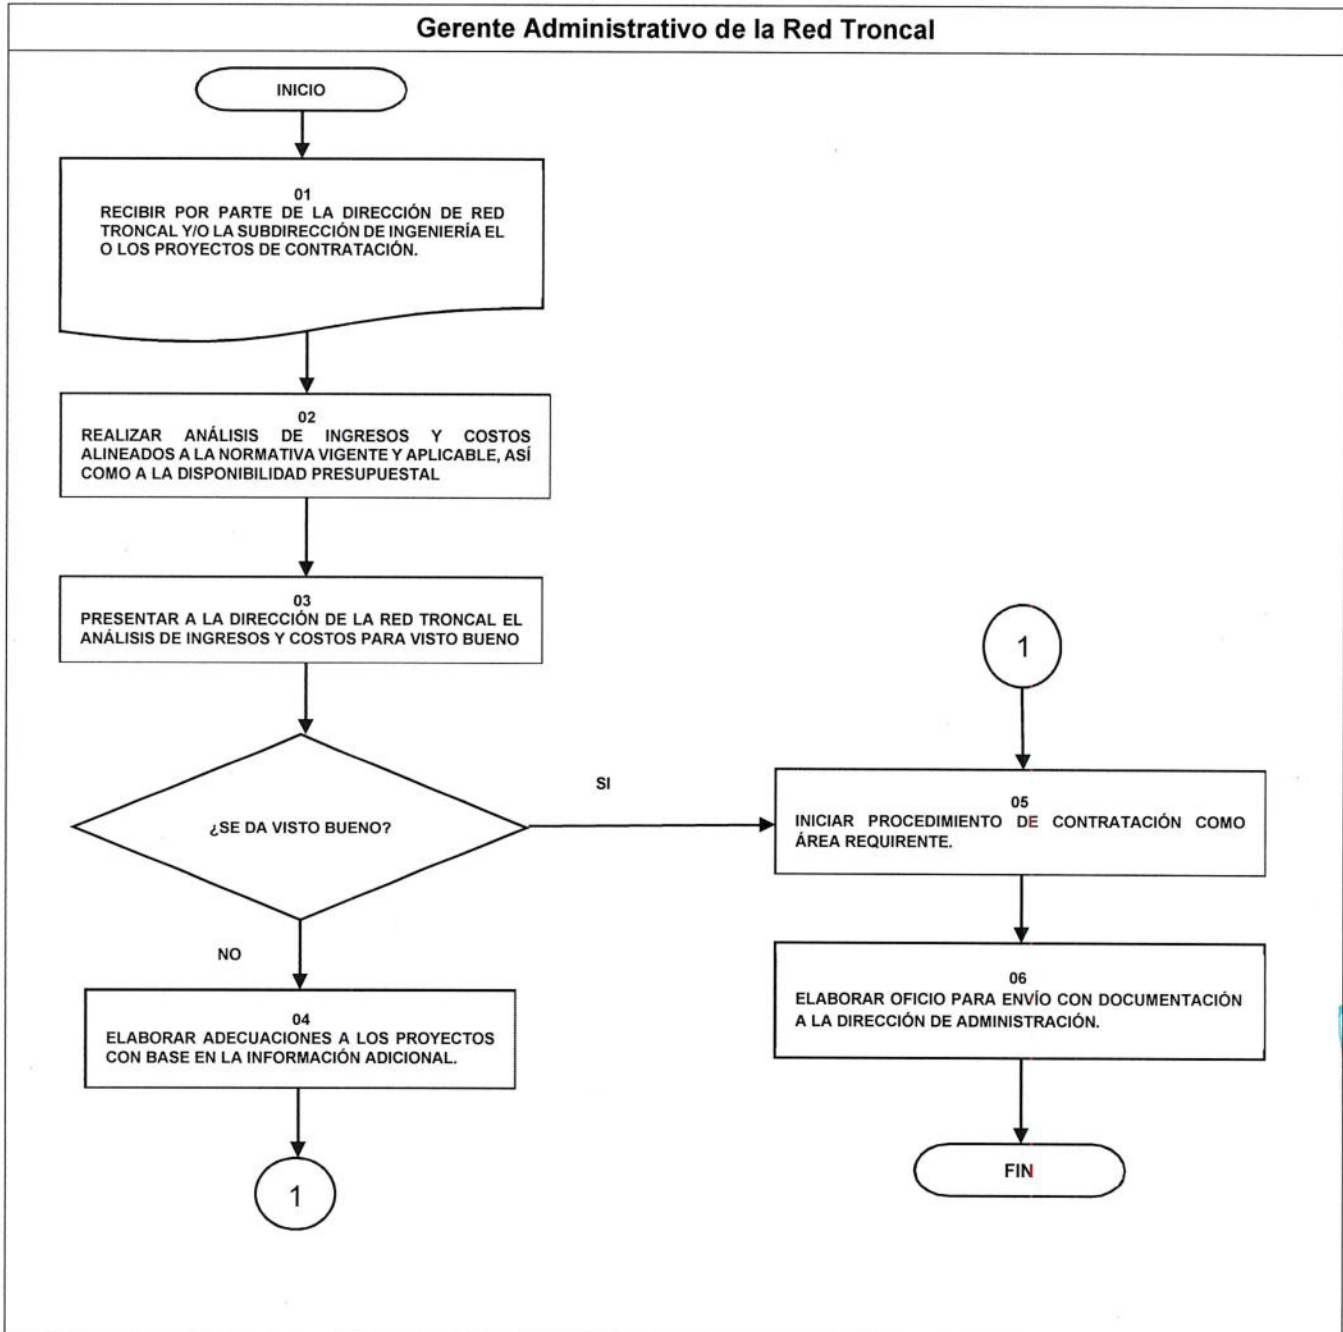 Gerente Administrativo de la Red Troncal
INICIO
01
RECIBIR POR PARTE DE LA DIRECCIÓN DE RED
TRONCAL Y/O LA SUBDIRECCIÓN DE INGENIERÍA EL
O LOS PROYECTOS DE CONTRATACIÓN.
02
REALIZAR ANÁLISIS DE INGRESOS Y COSTOS
ALINEADOS A LA NORMATIVA VIGENTE Y APLICABLE, ASÍ
COMO A LA DISPONIBILIDAD PRESUPUESTAL
03
PRESENTAR A LA DIRECCIÓN DE LA RED TRONCAL EL
ANÁLISIS DE INGRESOS Y COSTOS PARA VISTO BUENO
¿SE DA VISTO BUENO?
SI
NO
04
ELABORAR ADECUACIONES A LOS PROYECTOS
CON BASE EN LA INFORMACIÓN ADICIONAL.
1
1
05
INICIAR PROCEDIMIENTO DE CONTRATACIÓN COMO
ÁREA REQUIRENTE.
06
ELABORAR OFICIO PARA ENVÍO CON DOCUMENTACIÓN
A LA DIRECCIÓN DE ADMINISTRACIÓN.
FIN